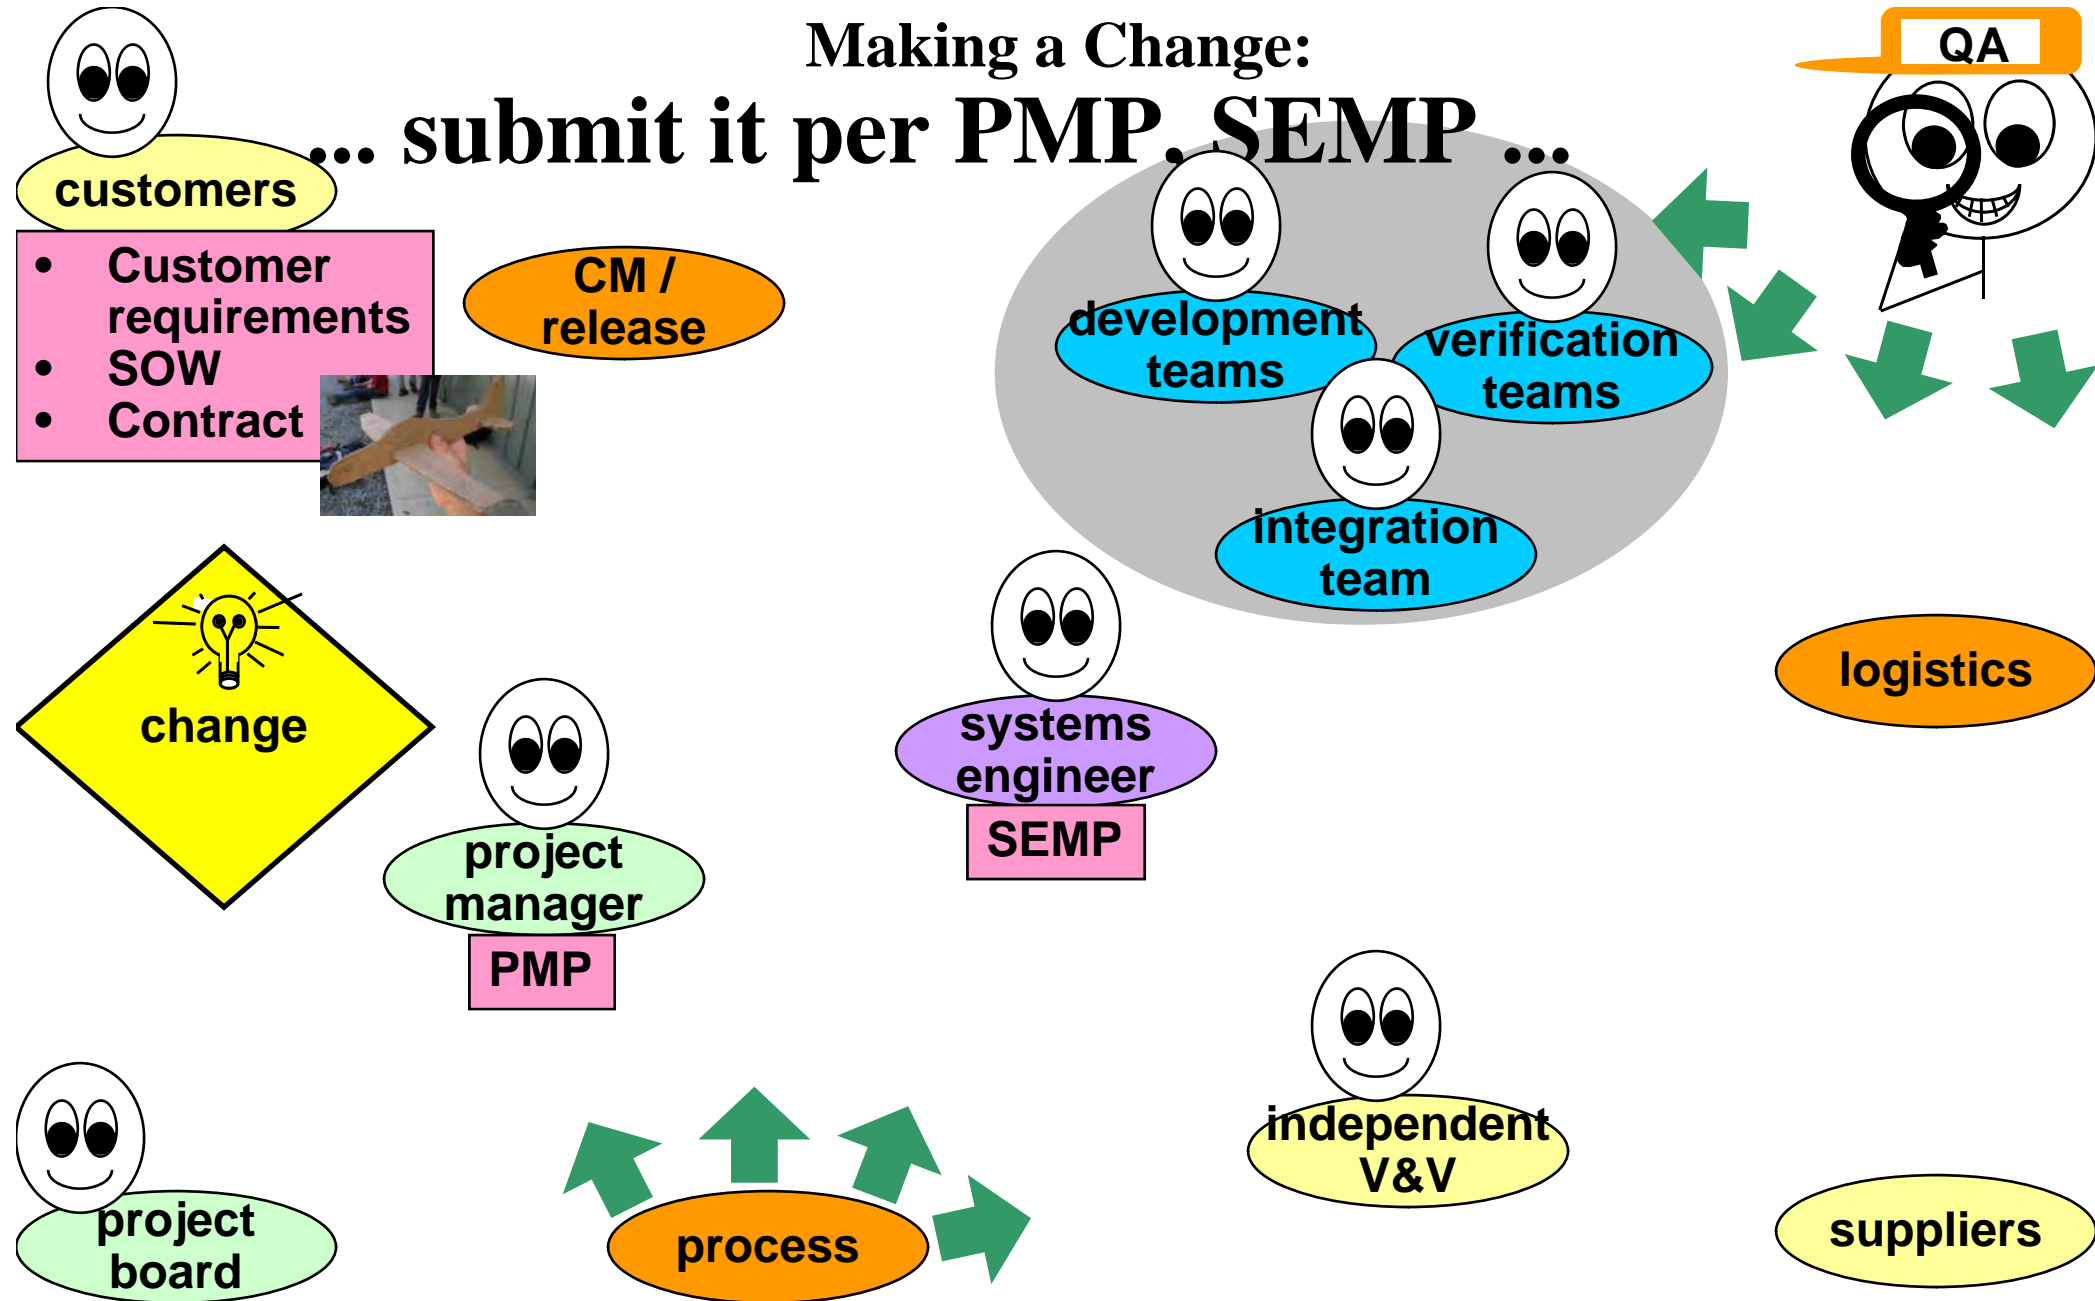 Making a Change:
... submit it per PMP, SEMP ...
QA
customers
• Customer
requirements
• SOW
• Contract
CM /
release
development
teams
verification
teams
integration
team
change
systems
engineer
SEMP
logistics
project
manager
PMP
independent
V&V
project
board
process
suppliers